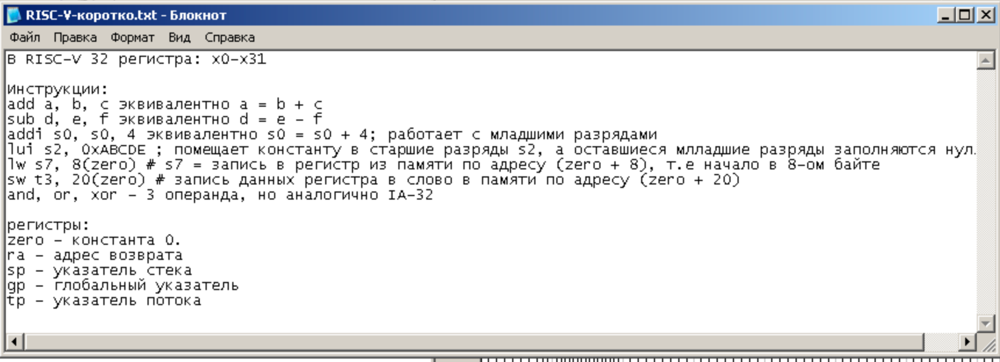 RISC-V-коротко.txt - Блокнот
Файл Правка Формат Вид Справка
В RISC-V 32 регистра: x0-x31
Инструкции:
add a, b, c эквивалентно a = b + c
sub d, e, f эквивалентно d = e - f
addi s0, s0, 4 эквивалентно s0 = s0 + 4; работает с младшими разрядами
lui s2, 0xABCDE ; помещает константу в старшие разряды s2, а оставшиеся млладшие разряды заполняются нул
lw s7, 8(zero) # s7 = запись в регистр из памяти по адресу (zero + 8), т.е начало в 8-ом байте
sw t3, 20(zero) # запись данных регистра в слово в памяти по адресу (zero + 20)
and, or, xor - 3 операнда, но аналогично IA-32
регистры:
zero - константа 0.
ra - адрес возврата
sp - указатель стека
gp - глобальный указатель
tp - указатель потока